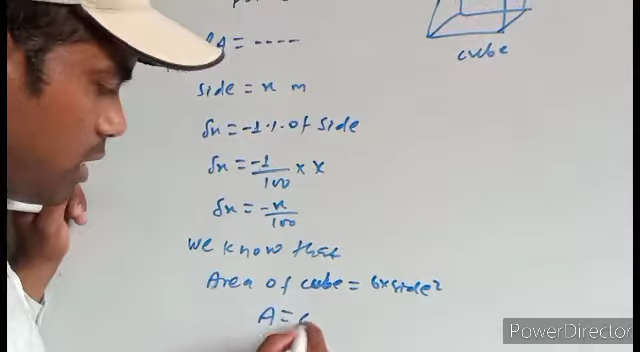 cube
= ----
side = x m
δx = -1 % of side
δx = -1/100 × x
δx = -x/100
we know that
Area of cube = 6×side²
A = 6
PowerDirector